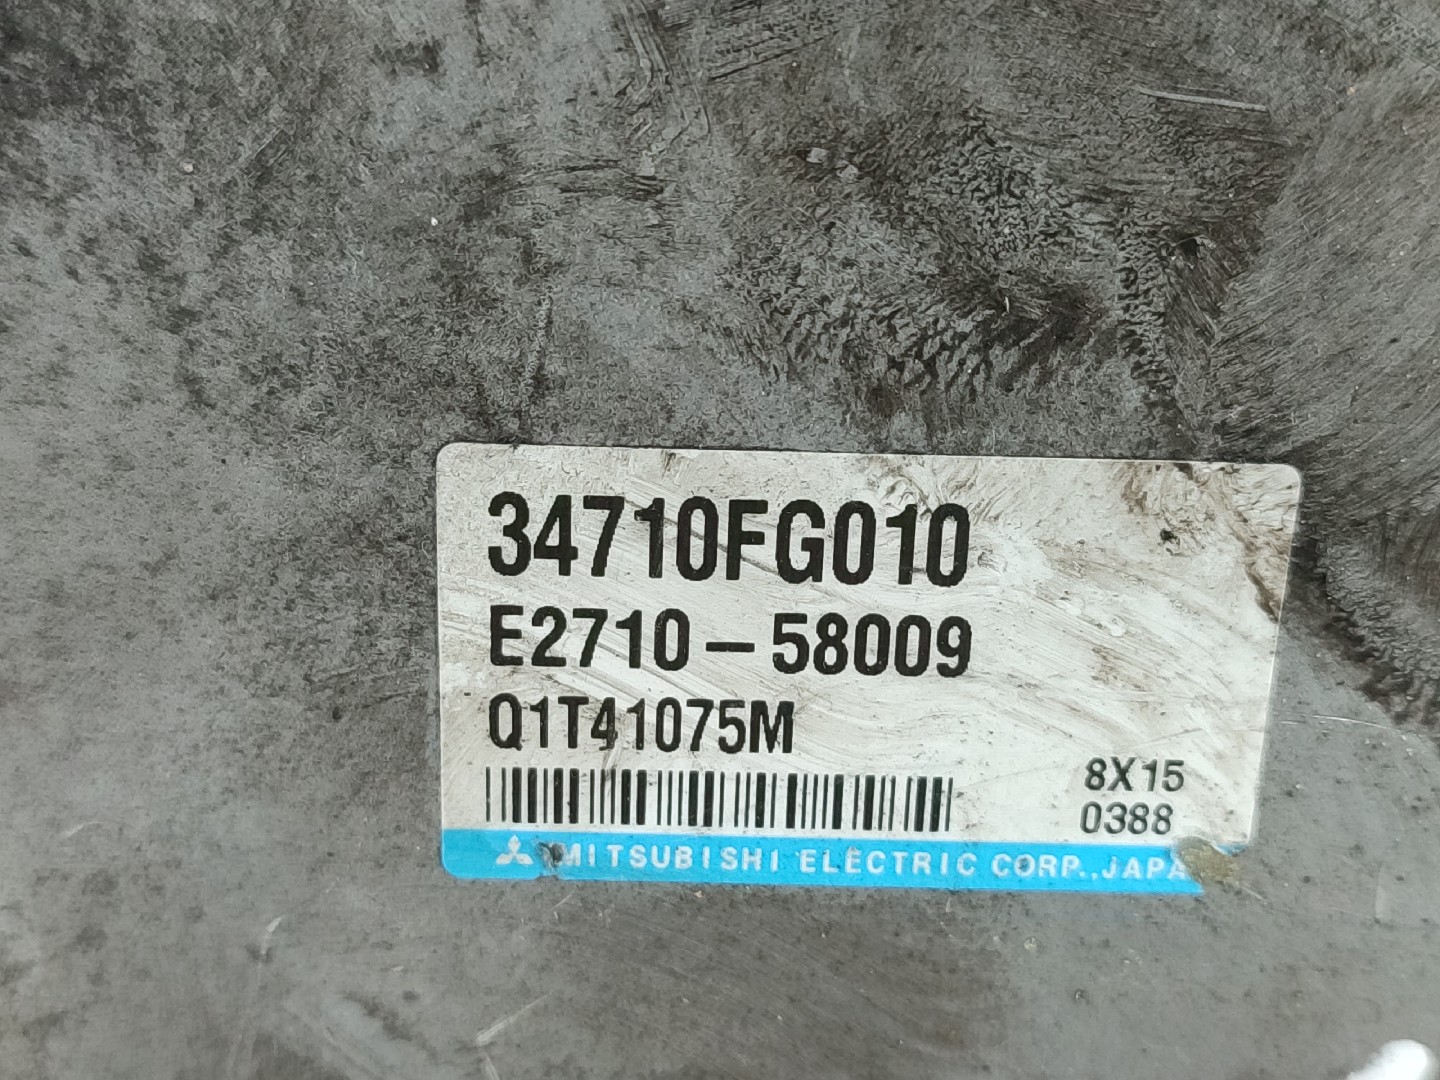 34710FG010
E2710-58009
Q1T41075M
8X15
0388
MITSUBISHI ELECTRIC CORP.,JAPA